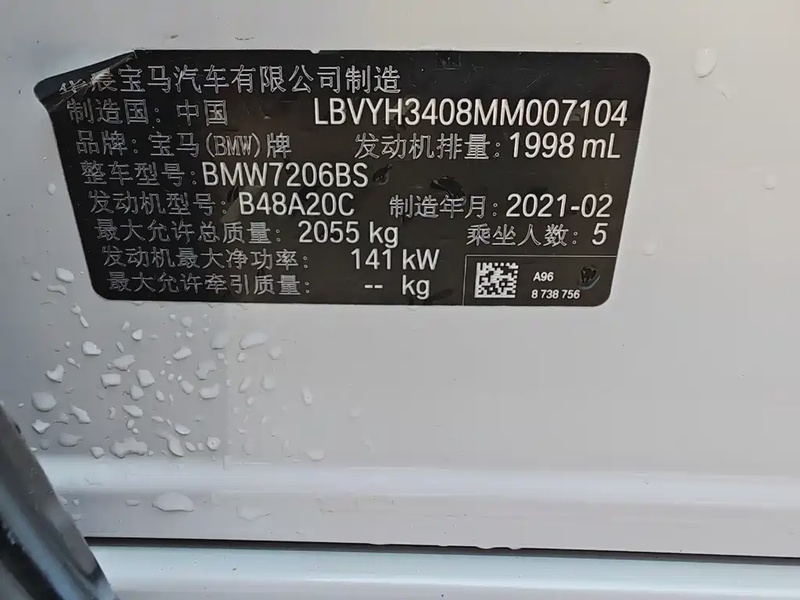 华晨宝马汽车有限公司制造
制造国: 中国 LBVYH3408MM007104
品牌: 宝马(BMW)牌 发动机排量: 1998 mL
整车型号: BMW7206BS
发动机型号: B48A20C 制造年月: 2021-02
最大允许总质量: 2055 kg 乘坐人数: 5
发动机最大净功率: 141 kW
最大允许牵引质量: -- kg
A96
8 738 756